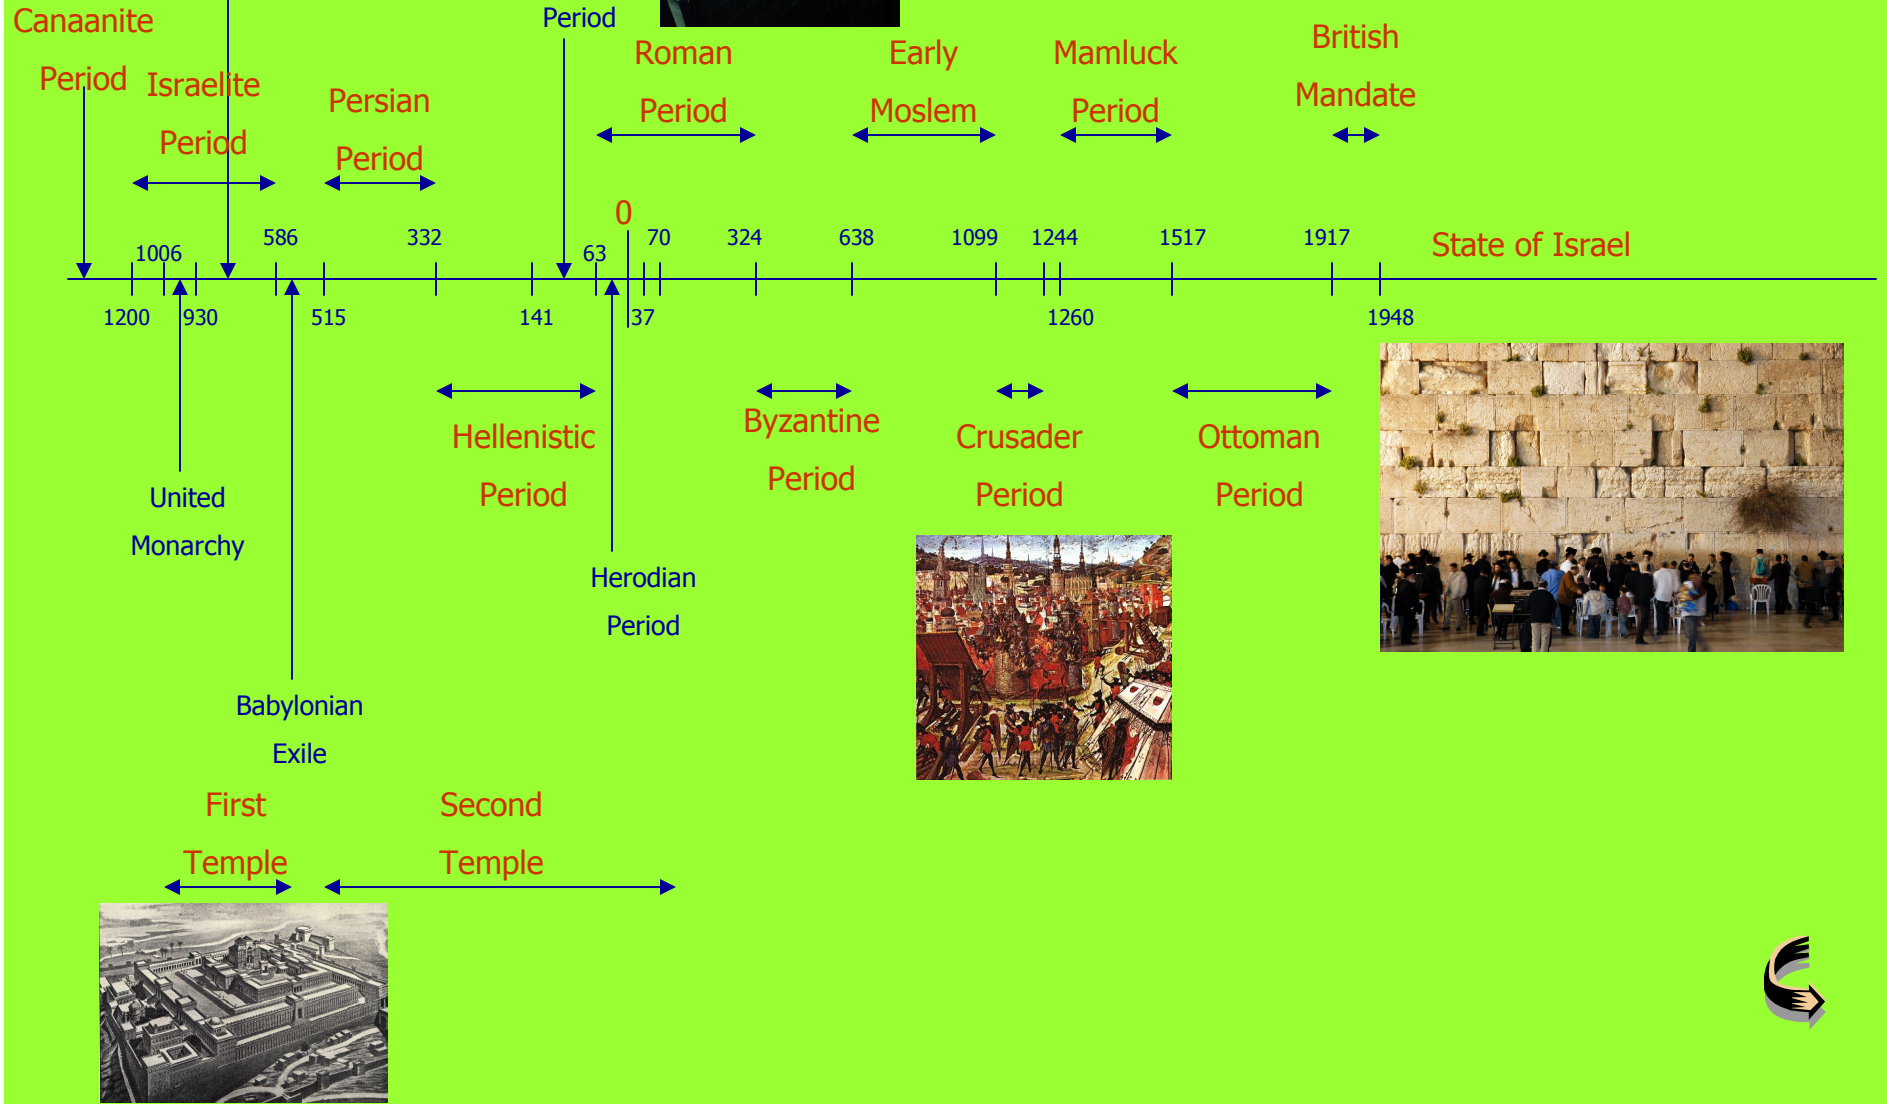 Canaanite
Period
Israelite
Period
Persian
Period
Period
Roman
Period
Early
Moslem
Mamluck
Period
British
Mandate
0
1006
586
332
63
70
324
638
1099
1244
1517
1917
State of Israel
1200
930
515
141
37
1260
1948
Hellenistic
Period
Byzantine
Period
Crusader
Period
Ottoman
Period
United
Monarchy
Herodian
Period
Babylonian
Exile
First
Temple
Second
Temple